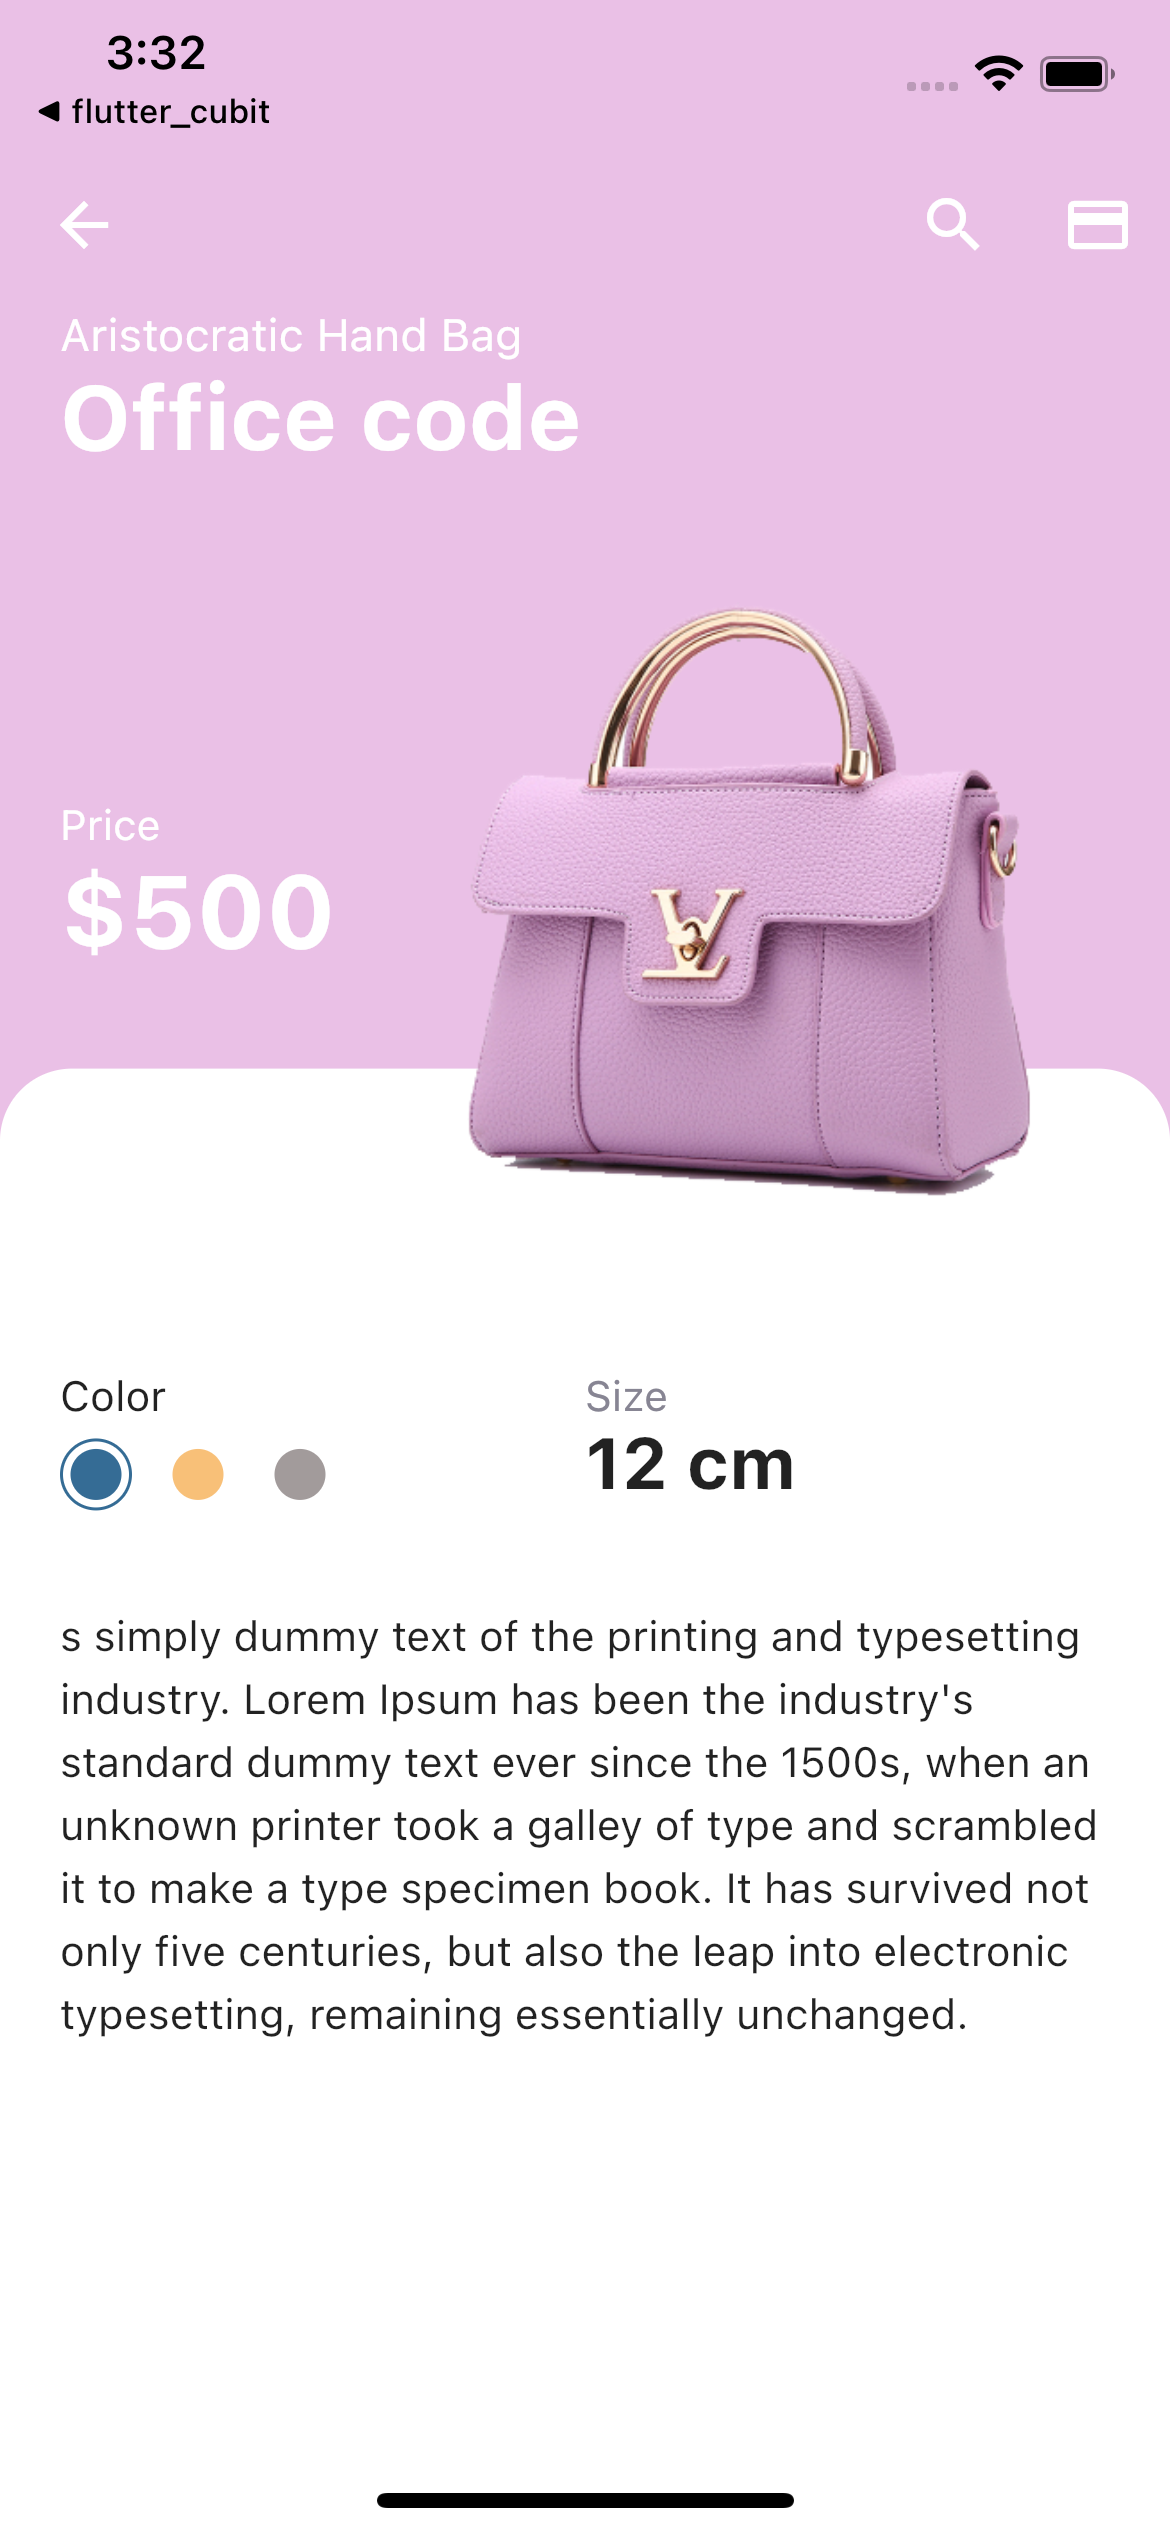 3:32
flutter_cubit
Aristocratic Hand Bag
Office code
Price
$500
Color
Size
12 cm
s simply dummy text of the printing and typesetting
industry. Lorem Ipsum has been the industry's
standard dummy text ever since the 1500s, when an
unknown printer took a galley of type and scrambled
it to make a type specimen book. It has survived not
only five centuries, but also the leap into electronic
typesetting, remaining essentially unchanged.